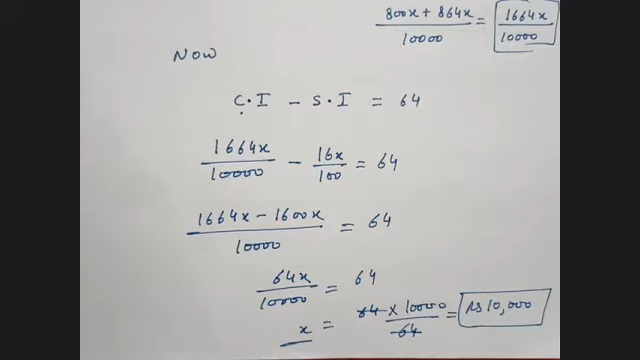 800x + 864x / 10000 = 1664x / 10000
Now
C.I - S.I = 64
1664x / 10000 - 16x / 100 = 64
1664x - 1600x / 10000 = 64
64x / 10000 = 64
x = 64 x 10000 / 64 = Rs 10,000